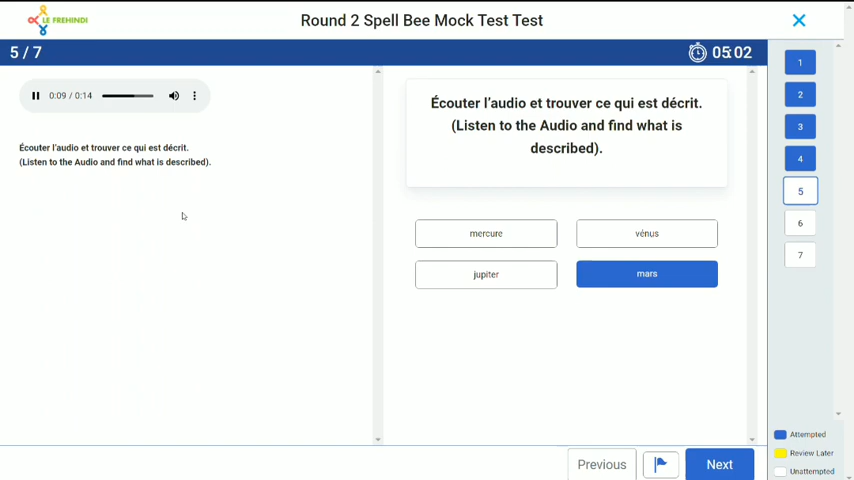 LE FREHINDI
Round 2 Spell Bee Mock Test Test
5 / 7
05:02
0:09 / 0:14
Écouter l'audio et trouver ce qui est décrit.
(Listen to the Audio and find what is described).
Écouter l'audio et trouver ce qui est décrit.
(Listen to the Audio and find what is
described).
mercure
vénus
jupiter
mars
1
2
3
4
5
6
7
Attempted
Review Later
Unattempted
Previous
Next